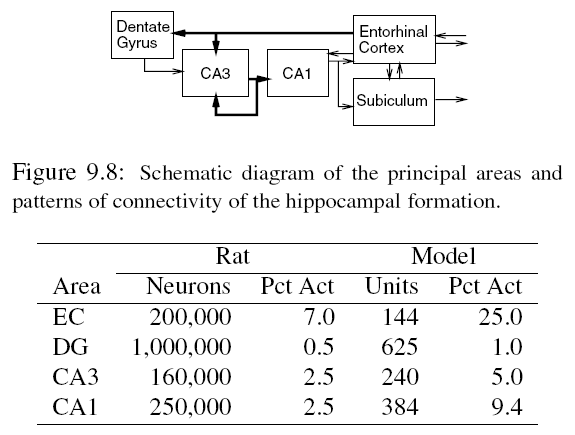 Dentate
Gyrus
Entorhinal
Cortex
CA3
CA1
Subiculum
Figure 9.8: Schematic diagram of the principal areas and
patterns of connectivity of the hippocampal formation.
Rat Model
Area Neurons Pct Act Units Pct Act
EC 200,000 7.0 144 25.0
DG 1,000,000 0.5 625 1.0
CA3 160,000 2.5 240 5.0
CA1 250,000 2.5 384 9.4